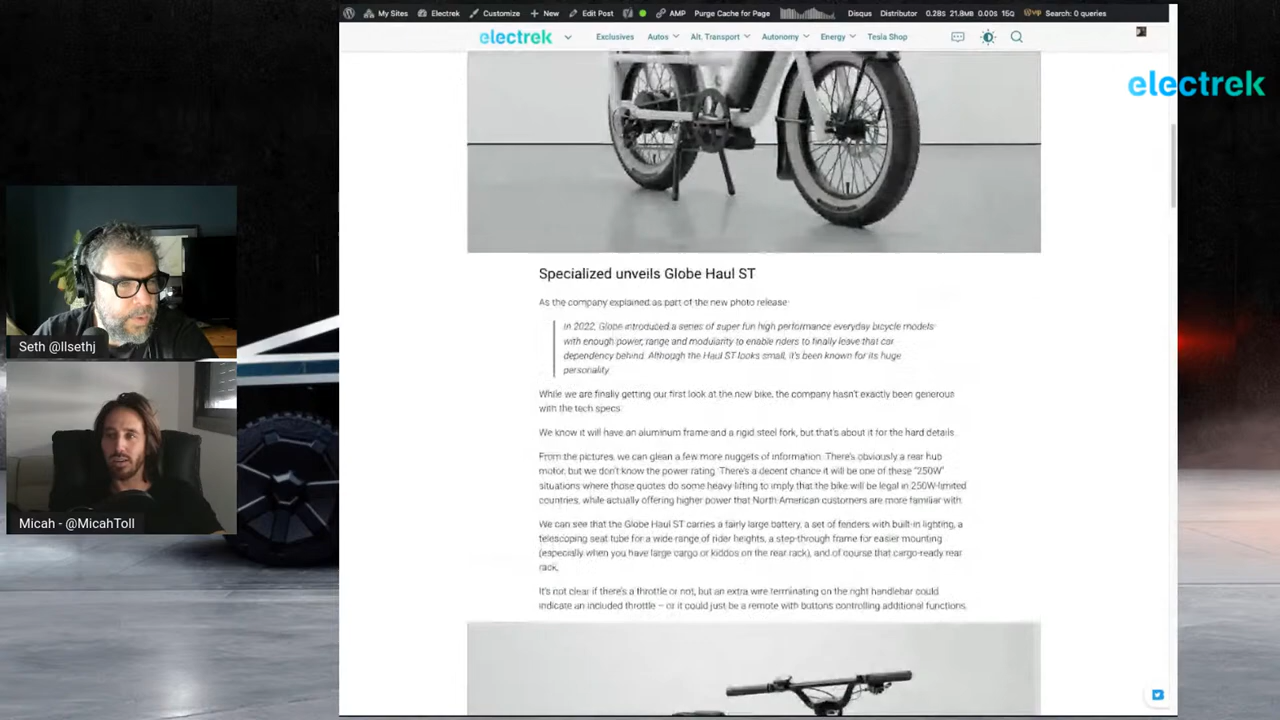 My Sites Electrek Customize New Edit Post AMP Purge Cache for Page Disqus Distributor 0.28s 21.8MB 0.00s 15Q Search: 0 queries
electrek Exclusives Autos Alt. Transport Autonomy Energy Tesla Shop
electrek
Specialized unveils Globe Haul ST
As the company explained as part of the new photo release:
In 2022, Globe introduced a series of super fun high performance everyday bicycle models
with enough power, range and modularity to enable riders to finally leave that car
dependency behind. Although the Haul ST looks small, it's been known for its huge
personality
While we are finally getting our first look at the new bike, the company hasn't exactly been generous
with the tech specs.
We know it will have an aluminum frame and a rigid steel fork, but that's about it for the hard details.
From the pictures, we can glean a few more nuggets of information. There's obviously a rear hub
motor, but we don't know the power rating. There's a decent chance it will be one of these "250W"
situations where those quotes do some heavy lifting to imply that the bike will be legal in 250W-limited
countries, while actually offering higher power that North American customers are more familiar with.
We can see that the Globe Haul ST carries a fairly large battery, a set of fenders with built-in lighting, a
telescoping seat tube for a wide range of rider heights, a step-through frame for easier mounting
(especially when you have large cargo or kiddos on the rear rack), and of course that cargo-ready rear
rack.
It's not clear if there's a throttle or not, but an extra wire terminating on the right handlebar could
indicate an included throttle – or it could just be a remote with buttons controlling additional functions.
Seth @llsethj
Micah - @MicahToll